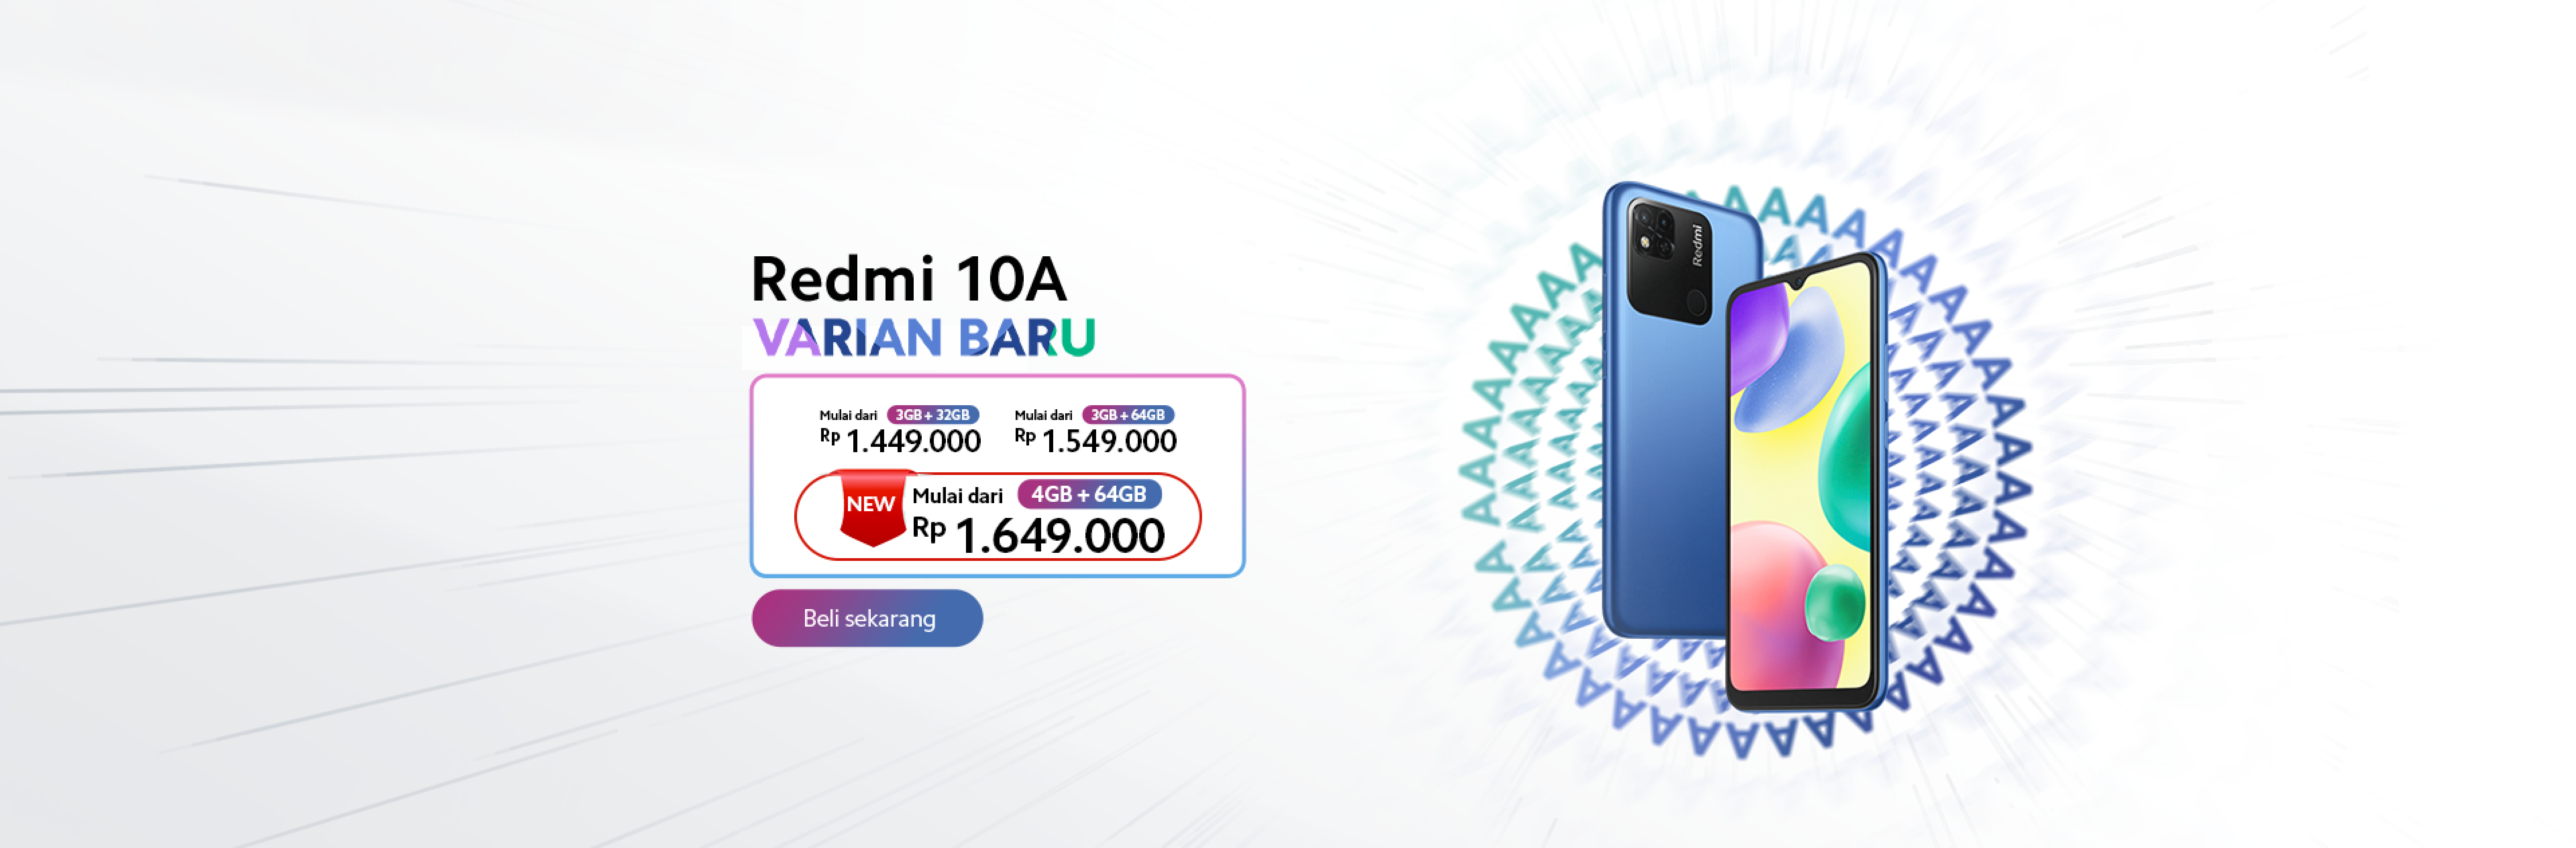 Redmi 10A
VARIAN BARU
Mulai dari 3GB + 32GB
Rp 1.449.000
Mulai dari 3GB + 64GB
Rp 1.549.000
NEW
Mulai dari 4GB + 64GB
Rp 1.649.000
Beli sekarang
Redmi